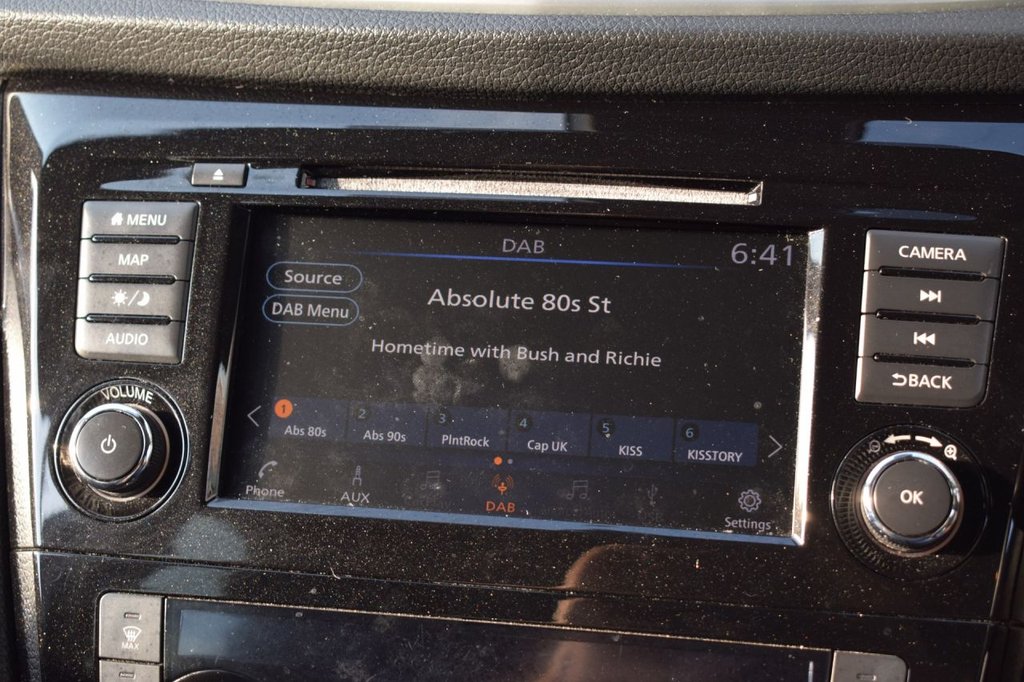 MENU
MAP
AUDIO
VOLUME
DAB
6:41
Source
DAB Menu
Absolute 80s St
Hometime with Bush and Richie
1 Abs 80s
2 Abs 90s
3 PlntRock
4 Cap UK
5 KISS
6 KISSTORY
Phone
AUX
DAB
Settings
CAMERA
BACK
OK
MAX